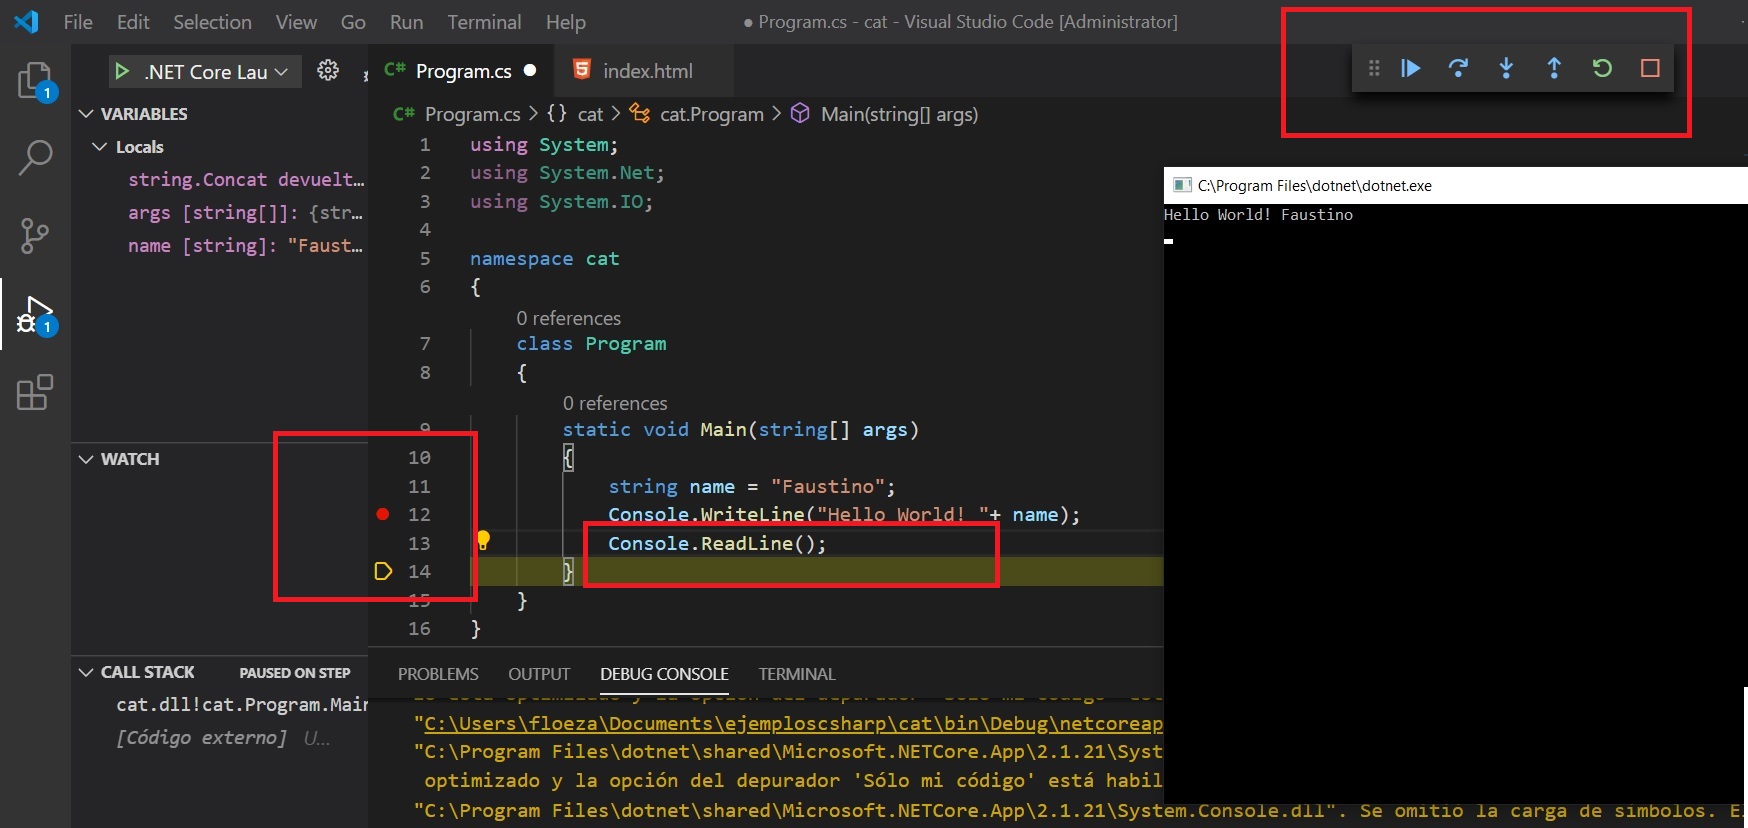 File Edit Selection View Go Run Terminal Help ● Program.cs - cat - Visual Studio Code [Administrator]
1
.NET Core Lau
C# Program.cs ●
index.html
VARIABLES
Locals
string.Concat devuelt…
args [string[]]: {str…
name [string]: "Faust…
WATCH
CALL STACK PAUSED ON STEP
cat.dll!cat.Program.Main
[Código externo] U…
1
C# Program.cs > {} cat > cat.Program > Main(string[] args)
1 using System;
2 using System.Net;
3 using System.IO;
4
5 namespace cat
6 {
0 references
7 class Program
8 {
0 references
9 static void Main(string[] args)
10 {
11 string name = "Faustino";
12 Console.WriteLine("Hello World! "+ name);
13 Console.ReadLine();
14 }
15 }
16 }
PROBLEMS OUTPUT DEBUG CONSOLE TERMINAL
"C:\Users\floeza\Documents\ejemploscsharp\cat\bin\Debug\netcoreap
"C:\Program Files\dotnet\shared\Microsoft.NETCore.App\2.1.21\Syst
optimizado y la opción del depurador 'Sólo mi código' está habil
"C:\Program Files\dotnet\shared\Microsoft.NETCore.App\2.1.21\System.Console.dll". Se omitió la carga de símbolos. E
C:\Program Files\dotnet\dotnet.exe
Hello World! Faustino